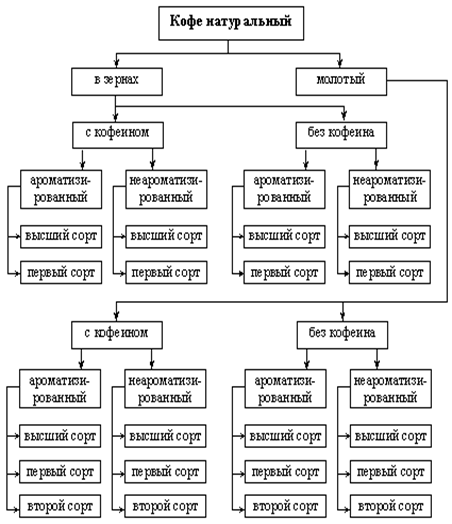 Кофе натуральный
в зернах
молотый
с кофеином
без кофеина
ароматизи-
рованный
неароматизи-
рованный
ароматизи-
рованный
неароматизи-
рованный
высший сорт
высший сорт
высший сорт
высший сорт
первый сорт
первый сорт
первый сорт
первый сорт
с кофеином
без кофеина
ароматизи-
рованный
неароматизи-
рованный
ароматизи-
рованный
неароматизи-
рованный
высший сорт
высший сорт
высший сорт
высший сорт
первый сорт
первый сорт
первый сорт
первый сорт
второй сорт
второй сорт
второй сорт
второй сорт